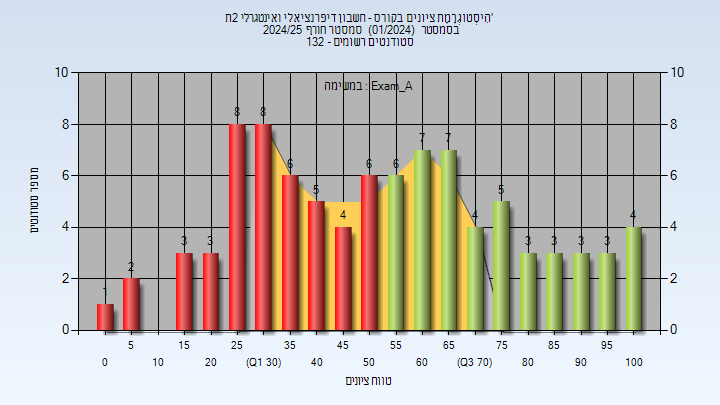 'הִיסְטוֹגְרָמַת ציונים בקורס - חשבון דיפרנציאלי ואינטגרלי 2ת
בסמסטר (01/2024) סמסטר חורף 2024/25
סטודנטים רשומים - 132
במשימה : Exam_A
מספר סטודנטים
10 8 6 4 2 0
10 8 6 4 2 0
1 2 3 3 8 8 6 5 4 6 6 7 7 4 5 3 3 3 3 4
5 15 25 35 45 55 65 75 85 95
0 10 20 (Q1 30) 40 50 60 (Q3 70) 80 90 100
טווח ציונים